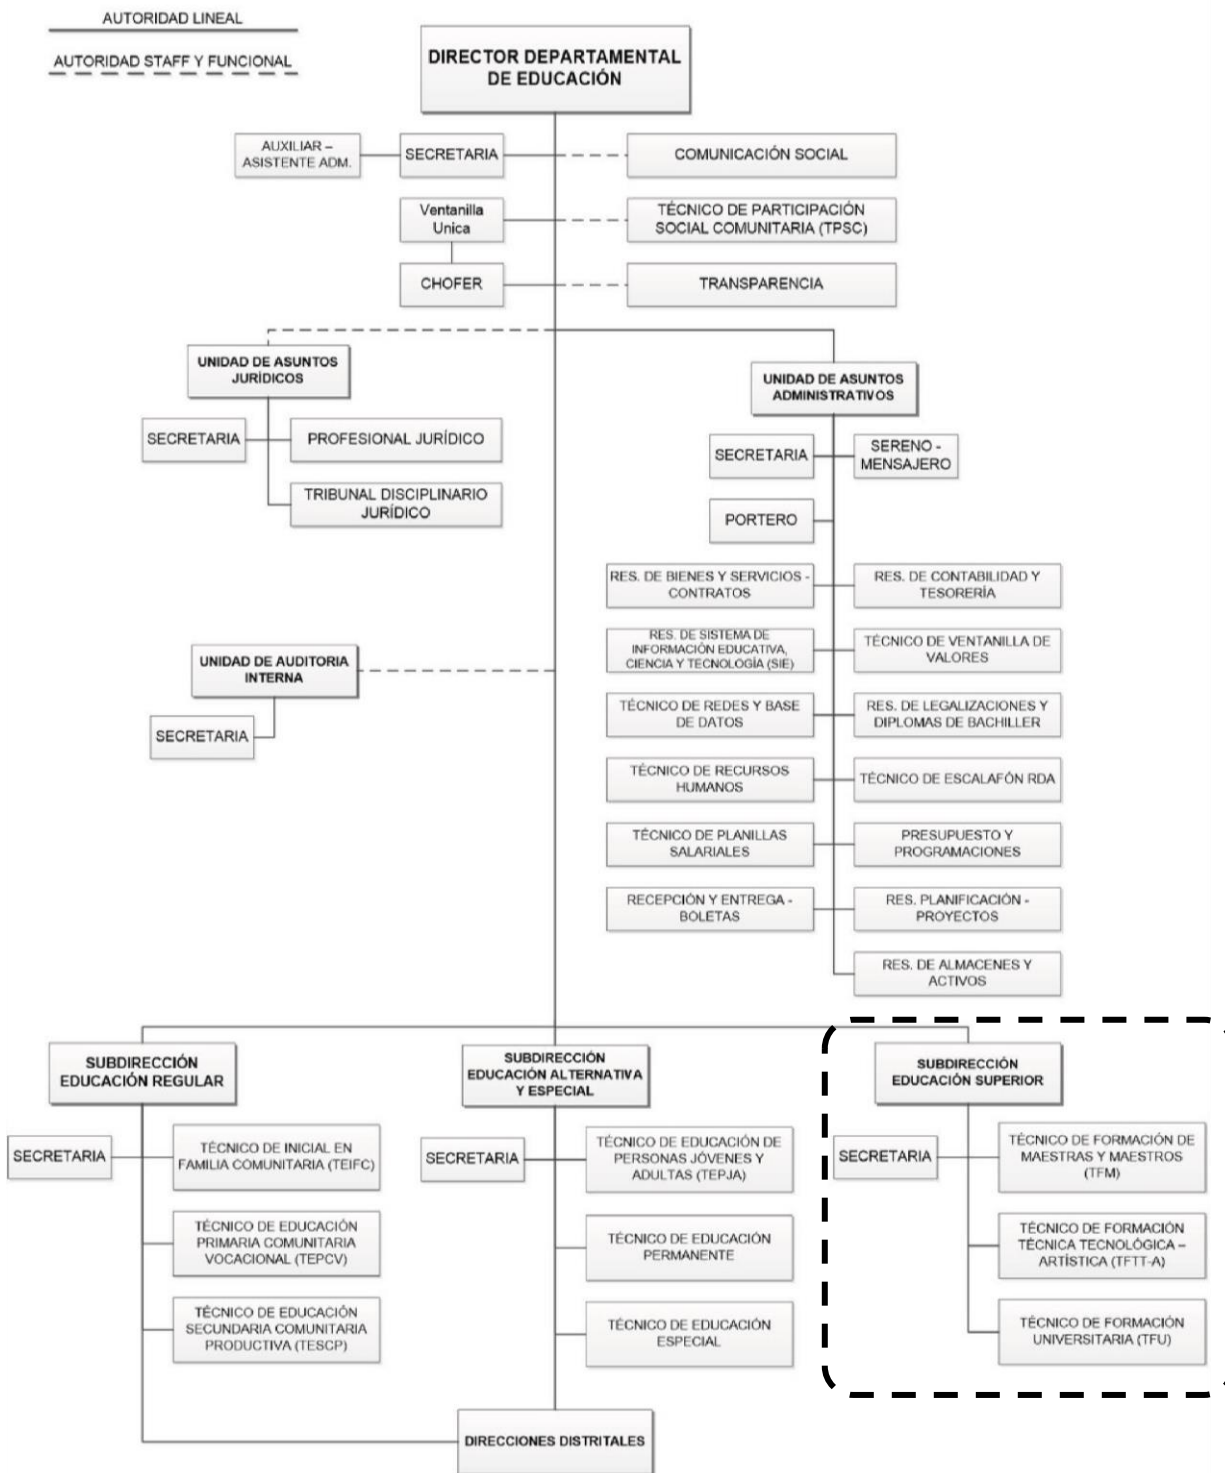 AUTORIDAD LINEAL
AUTORIDAD STAFF Y FUNCIONAL
DIRECTOR DEPARTAMENTAL
DE EDUCACIÓN
AUXILIAR –
ASISTENTE ADM.
SECRETARIA
COMUNICACIÓN SOCIAL
Ventanilla
Unica
TÉCNICO DE PARTICIPACIÓN
SOCIAL COMUNITARIA (TPSC)
CHOFER
TRANSPARENCIA
UNIDAD DE ASUNTOS
JURÍDICOS
SECRETARIA
PROFESIONAL JURÍDICO
TRIBUNAL DISCIPLINARIO
JURÍDICO
UNIDAD DE ASUNTOS
ADMINISTRATIVOS
SECRETARIA
SERENO -
MENSAJERO
PORTERO
RES. DE BIENES Y SERVICIOS -
CONTRATOS
RES. DE CONTABILIDAD Y
TESORERÍA
RES. DE SISTEMA DE
INFORMACIÓN EDUCATIVA,
CIENCIA Y TECNOLOGÍA (SIE)
TÉCNICO DE VENTANILLA DE
VALORES
TÉCNICO DE REDES Y BASE
DE DATOS
RES. DE LEGALIZACIONES Y
DIPLOMAS DE BACHILLER
TÉCNICO DE RECURSOS
HUMANOS
TÉCNICO DE ESCALAFÓN RDA
TÉCNICO DE PLANILLAS
SALARIALES
PRESUPUESTO Y
PROGRAMACIONES
RECEPCIÓN Y ENTREGA -
BOLETAS
RES. PLANIFICACIÓN -
PROYECTOS
RES. DE ALMACENES Y
ACTIVOS
UNIDAD DE AUDITORIA
INTERNA
SECRETARIA
SUBDIRECCIÓN
EDUCACIÓN REGULAR
SECRETARIA
TÉCNICO DE INICIAL EN
FAMILIA COMUNITARIA (TEIFC)
TÉCNICO DE EDUCACIÓN
PRIMARIA COMUNITARIA
VOCACIONAL (TEPCV)
TÉCNICO DE EDUCACIÓN
SECUNDARIA COMUNITARIA
PRODUCTIVA (TESCP)
SUBDIRECCIÓN
EDUCACIÓN ALTERNATIVA
Y ESPECIAL
SECRETARIA
TÉCNICO DE EDUCACIÓN DE
PERSONAS JÓVENES Y
ADULTAS (TEPJA)
TÉCNICO DE EDUCACIÓN
PERMANENTE
TÉCNICO DE EDUCACIÓN
ESPECIAL
SUBDIRECCIÓN
EDUCACIÓN SUPERIOR
SECRETARIA
TÉCNICO DE FORMACIÓN DE
MAESTRAS Y MAESTROS
(TFM)
TÉCNICO DE FORMACIÓN
TÉCNICA TECNOLÓGICA –
ARTÍSTICA (TFTT-A)
TÉCNICO DE FORMACIÓN
UNIVERSITARIA (TFU)
DIRECCIONES DISTRITALES